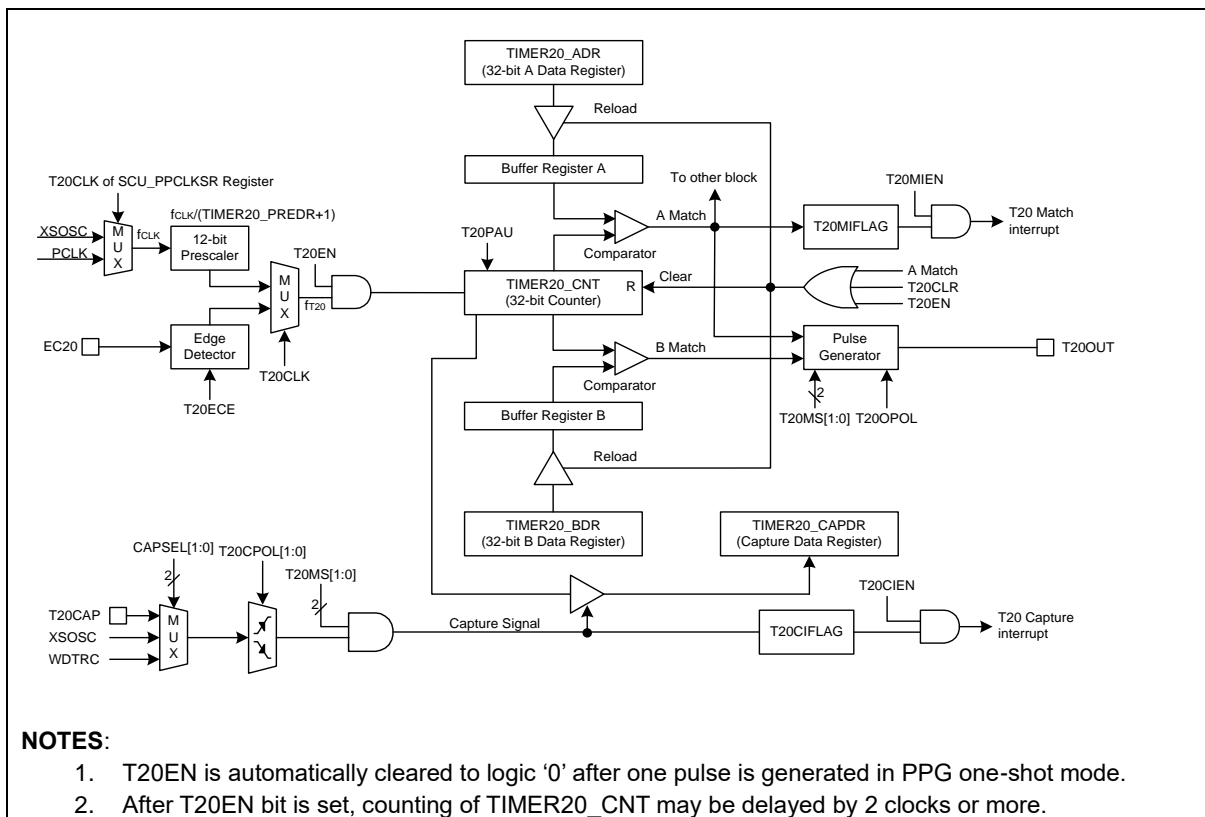 TIMER20_ADR
(32-bit A Data Register)
Reload
Buffer Register A
T20CLK of SCU_PPCLKSR Register
To other block
T20MIEN
fCLK/(TIMER20_PREDR+1)
XSOSC
PCLK
M
U
X
fCLK
12-bit
Prescaler
T20EN
T20PAU
A Match
Comparator
T20MIFLAG
T20 Match
interrupt
M
U
X
fT20
TIMER20_CNT
(32-bit Counter)
R
Clear
A Match
T20CLR
T20EN
EC20
Edge
Detector
T20CLK
T20ECE
B Match
Comparator
Pulse
Generator
T20OUT
2
T20MS[1:0]
T20OPOL
Buffer Register B
Reload
TIMER20_BDR
(32-bit B Data Register)
TIMER20_CAPDR
(Capture Data Register)
CAPSEL[1:0]
T20CPOL[1:0]
2
T20MS[1:0]
2
T20CAP
XSOSC
WDTRC
M
U
X
Capture Signal
T20CIEN
T20CIFLAG
T20 Capture
interrupt
NOTES:
1. T20EN is automatically cleared to logic ‘0’ after one pulse is generated in PPG one-shot mode.
2. After T20EN bit is set, counting of TIMER20_CNT may be delayed by 2 clocks or more.